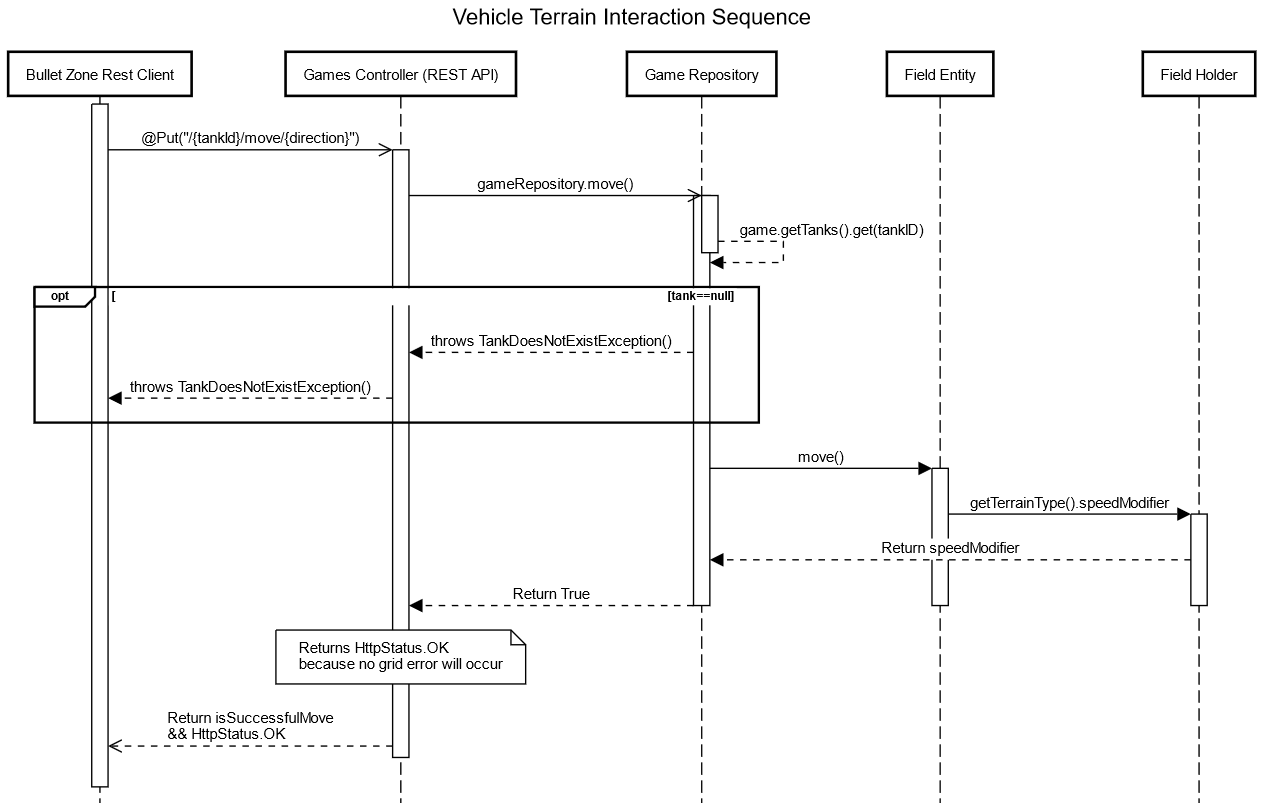 Vehicle Terrain Interaction Sequence
Bullet Zone Rest Client
Games Controller (REST API)
Game Repository
Field Entity
Field Holder
@Put("/{tankId}/move/{direction}")
gameRepository.move()
game.getTanks().get(tankID)
opt
[
[tank==null]
throws TankDoesNotExistException()
throws TankDoesNotExistException()
move()
getTerrainType().speedModifier
Return speedModifier
Return True
Returns HttpStatus.OK
because no grid error will occur
Return isSuccessfulMove
&& HttpStatus.OK